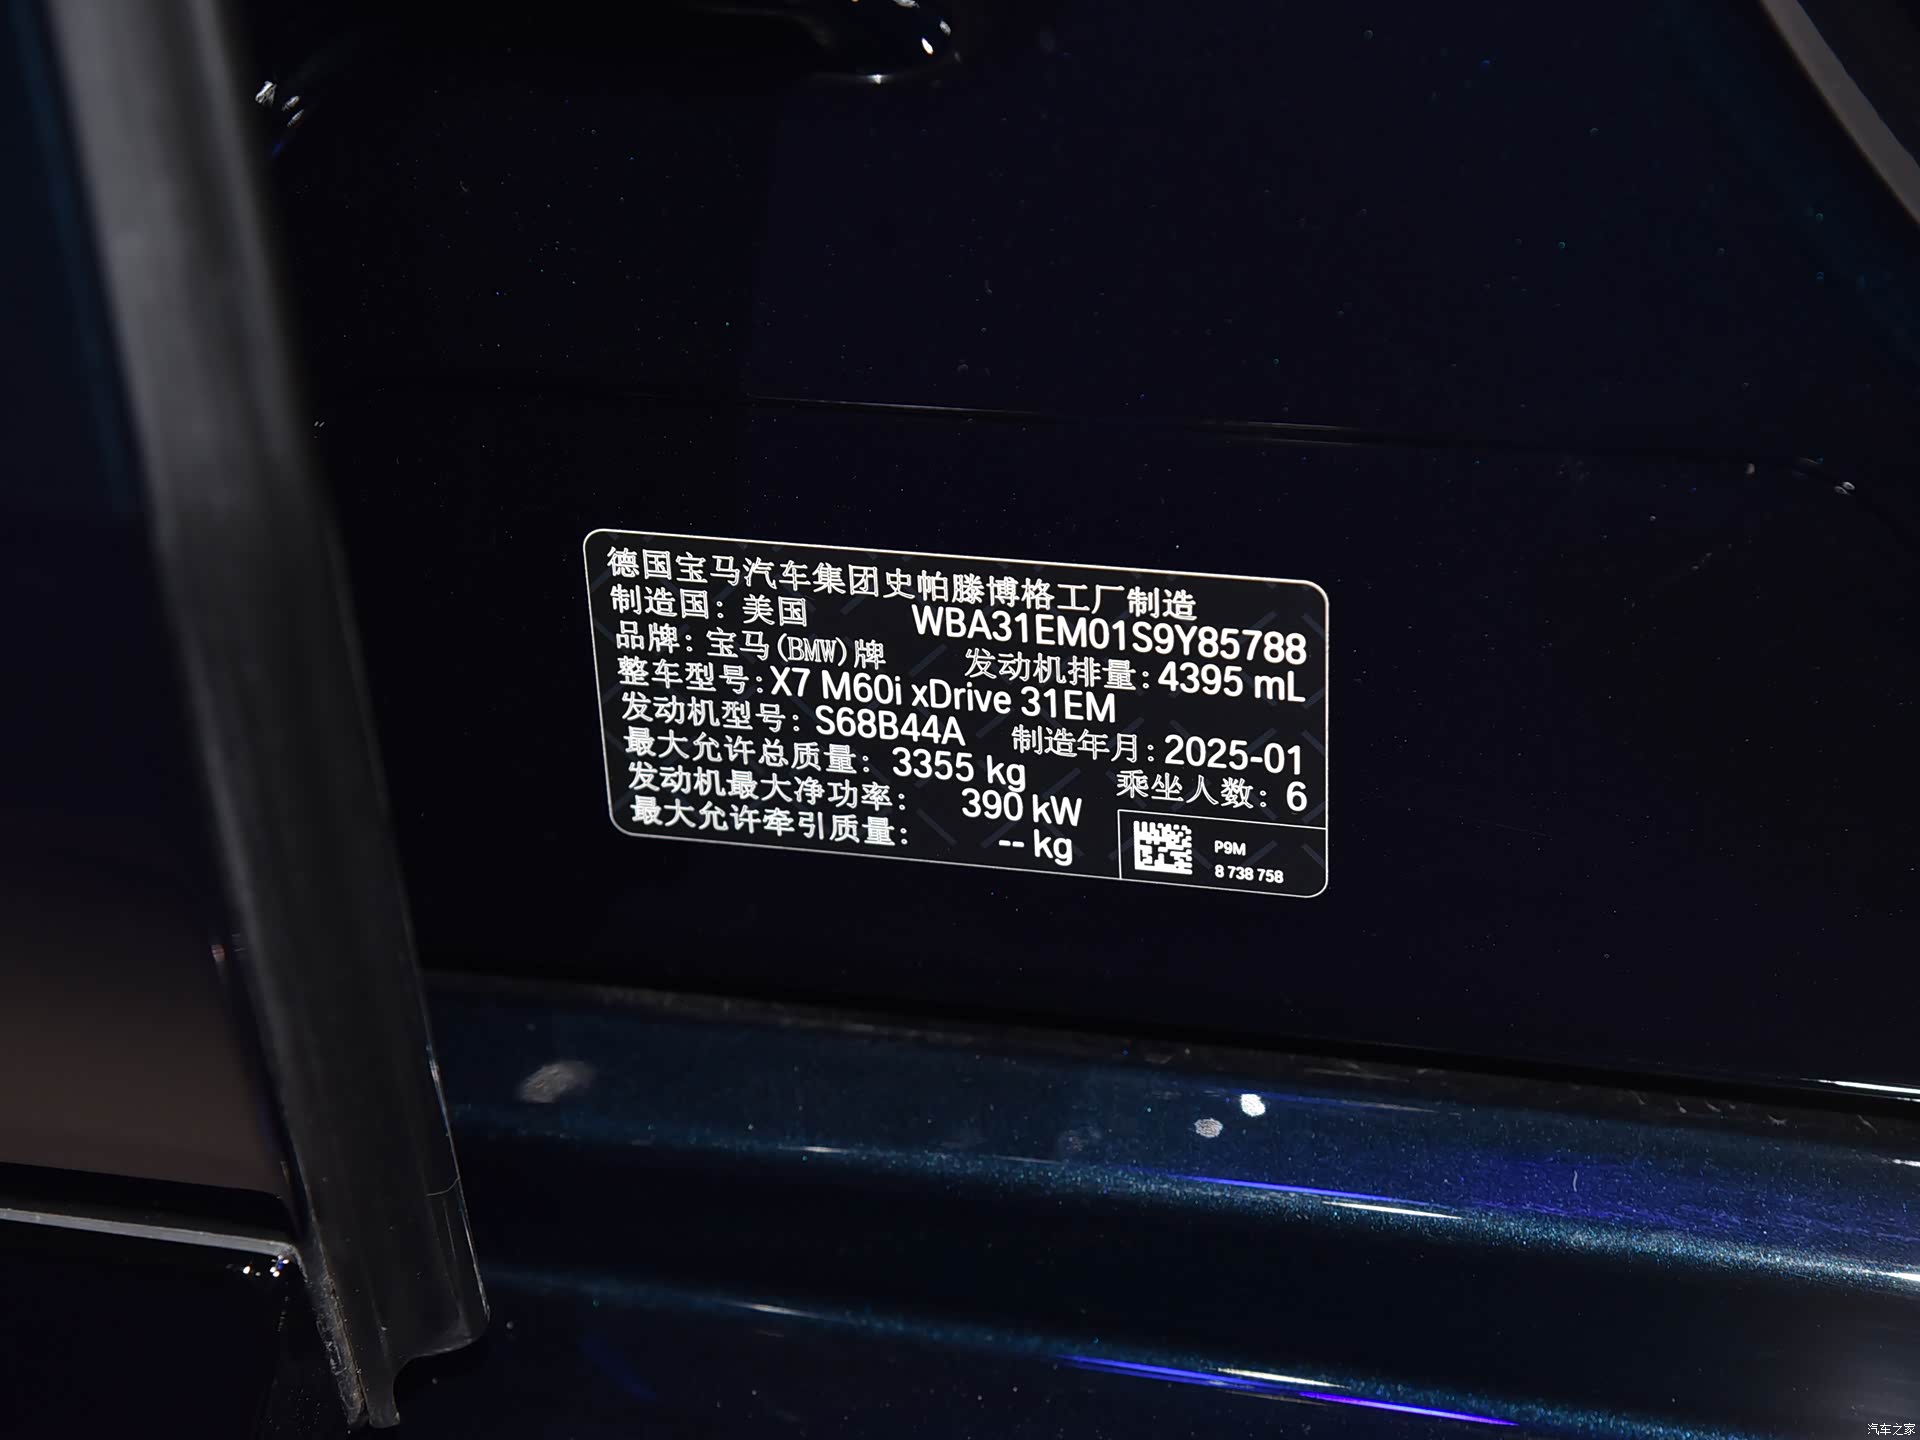 德国宝马汽车集团史帕滕博格工厂制造
制造国：美国 WBA31EM01S9Y85788
品牌：宝马(BMW)牌 发动机排量：4395 mL
整车型号：X7 M60i xDrive 31EM
发动机型号：S68B44A 制造年月：2025-01
最大允许总质量：3355 kg 乘坐人数：6
发动机最大净功率：390 kW
最大允许牵引质量：-- kg
P9M
8 738 758
汽车之家